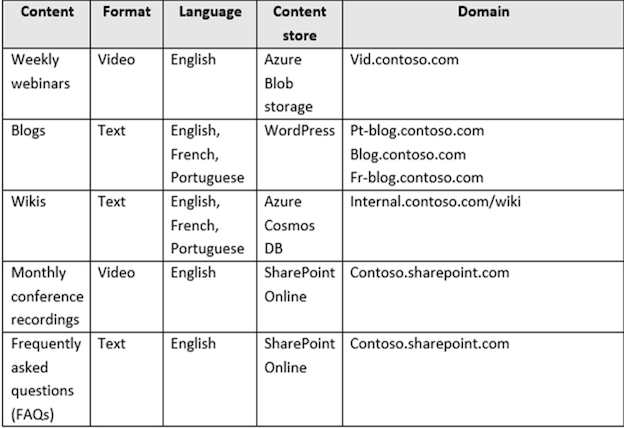 Content Format Language Content store Domain
Weekly webinars Video English Azure Blob storage Vid.contoso.com
Blogs Text English, French, Portuguese WordPress Pt-blog.contoso.com Blog.contoso.com Fr-blog.contoso.com
Wikis Text English, French, Portuguese Azure Cosmos DB Internal.contoso.com/wiki
Monthly conference recordings Video English SharePoint Online Contoso.sharepoint.com
Frequently asked questions (FAQs) Text English SharePoint Online Contoso.sharepoint.com